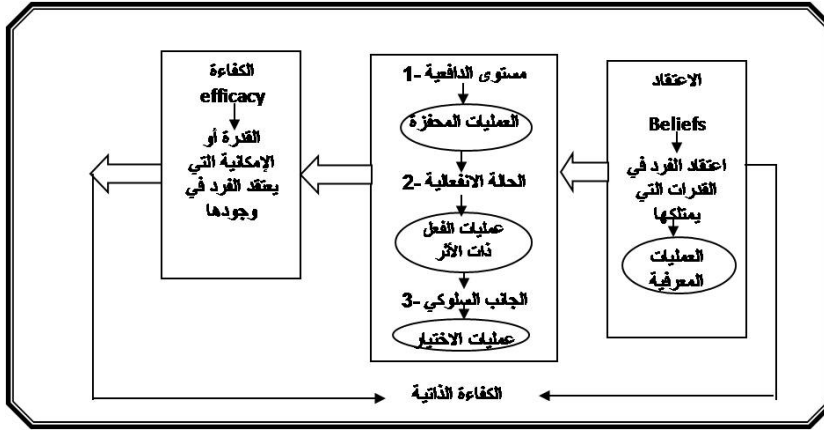 الاعتقاد
Beliefs
اعتقاد الفرد في
القدرات التي
يمتلكها
العمليات
المعرفية
1- مستوى الدافعية
العمليات المحفزة
2- الحالة الانفعالية
عمليات الفعل
ذات الأثر
3- الجانب السلوكي
عمليات الاختيار
الكفاءة
efficacy
القدرة أو
الإمكانية التي
يعتقد الفرد في
وجودها
الكفاءة الذاتية